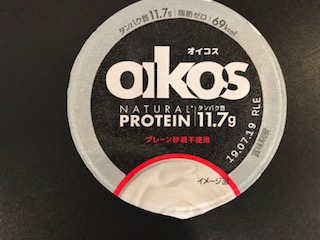 タンパク質11.7g | 脂肪ゼロ | 69kcal
オイコス
oikos
NATURAL タンパク質
PROTEIN 11.7g
プレーン砂糖不使用
19.07.19 RLE
賞味期限
イメージ図